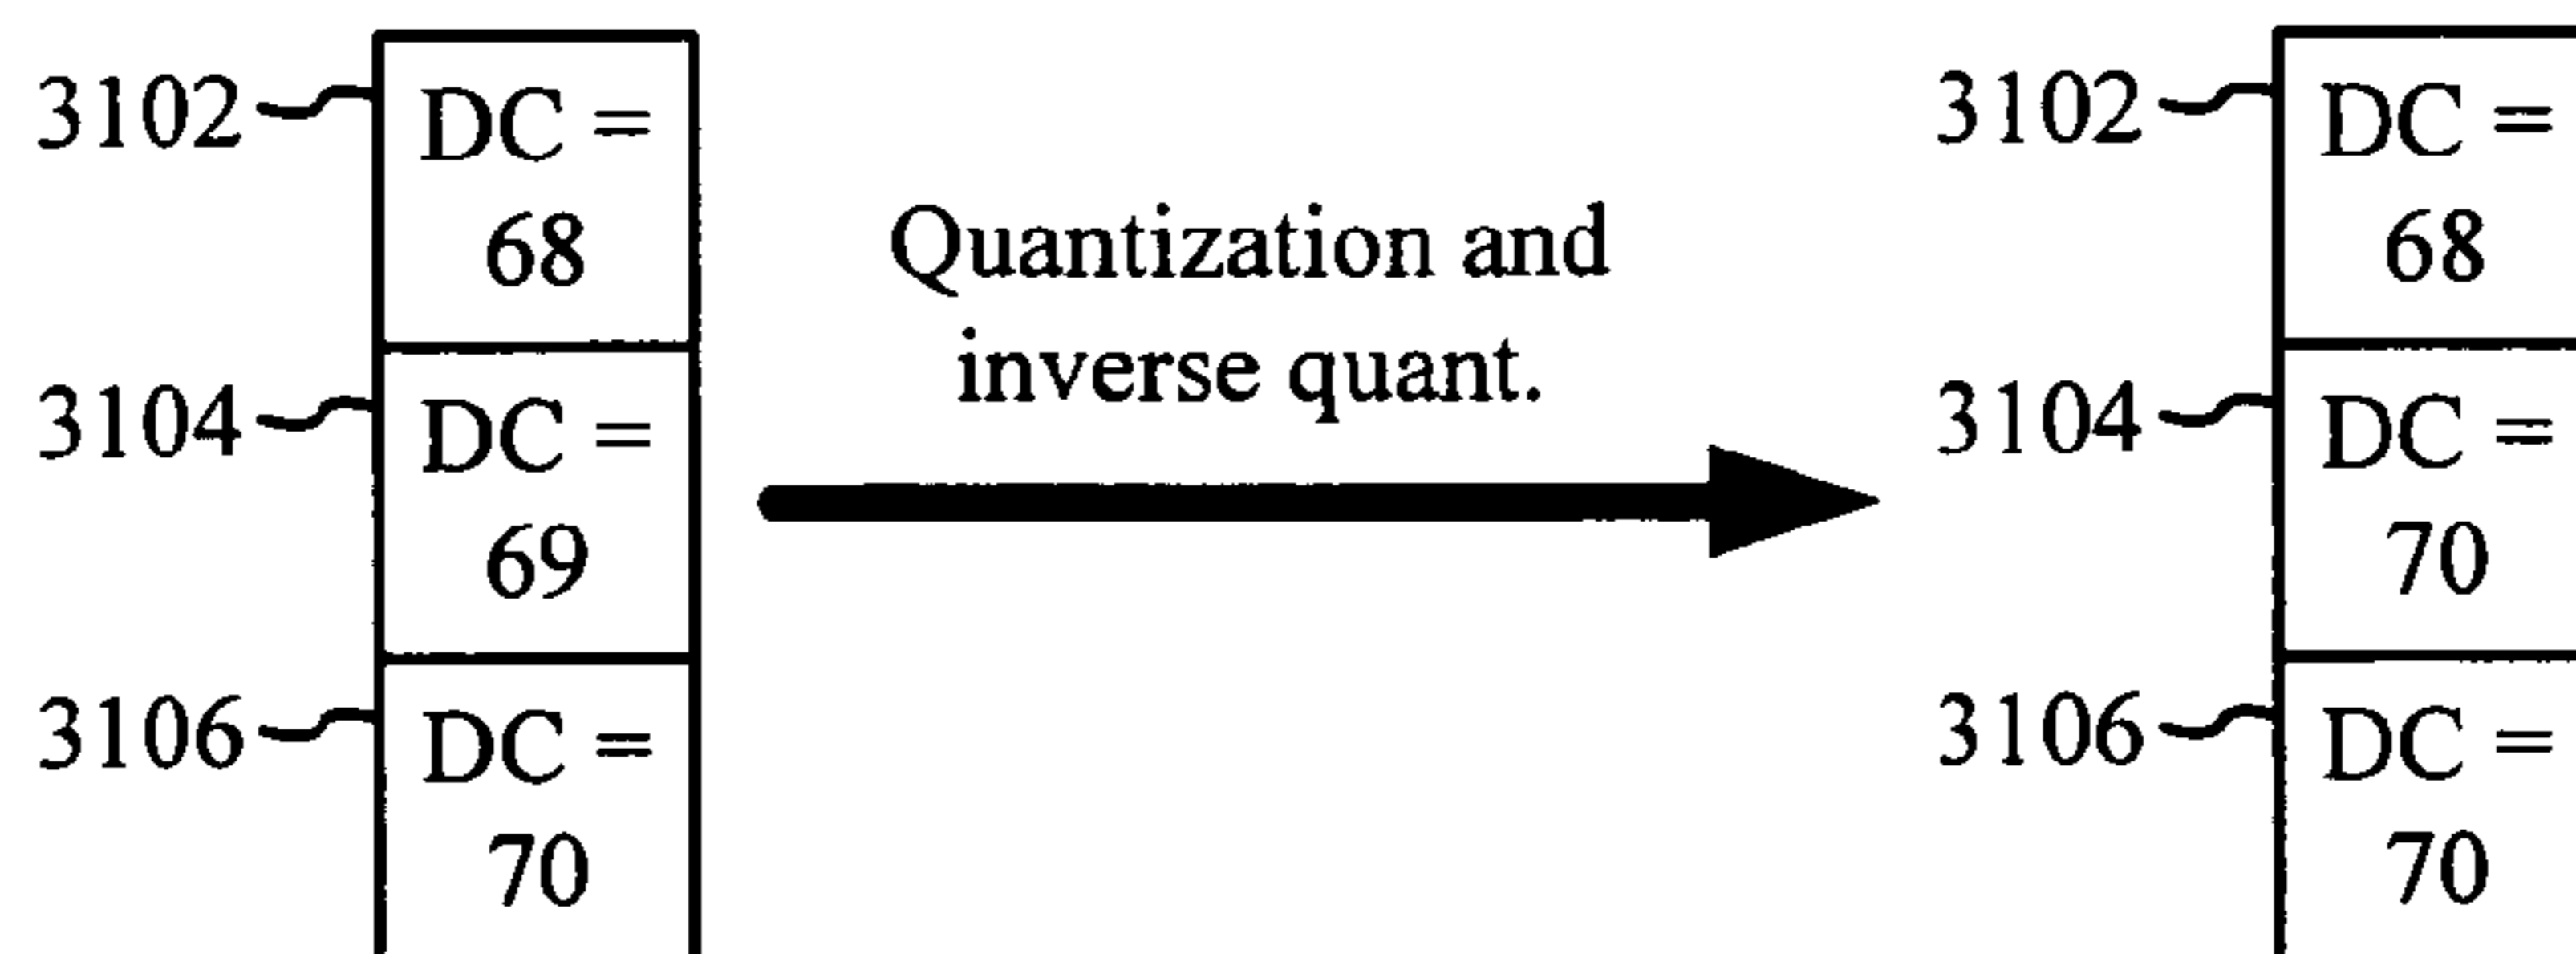 3102
DC =
68
3104
DC =
69
3106
DC =
70
Quantization and
inverse quant.
3102
DC =
68
3104
DC =
70
3106
DC =
70